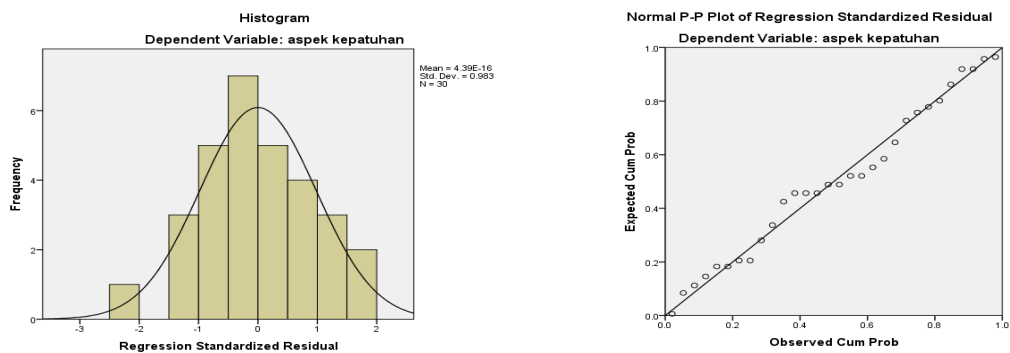 Histogram
Dependent Variable: aspek kepatuhan
Mean = 4.39E-16
Std. Dev. = 0.983
N = 30
Frequency
6
4
2
0
-3 -2 -1 0 1 2
Regression Standardized Residual
Normal P-P Plot of Regression Standardized Residual
Dependent Variable: aspek kepatuhan
Expected Cum Prob
1.0
0.8
0.6
0.4
0.2
0.0
0.0 0.2 0.4 0.6 0.8 1.0
Observed Cum Prob